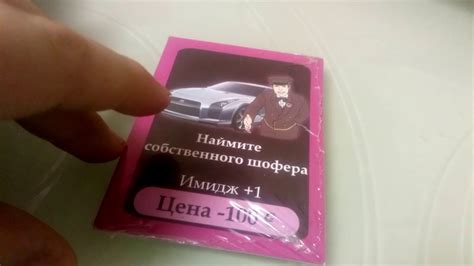 Наймите
собственного шофера
Имидж +1
Цена -100